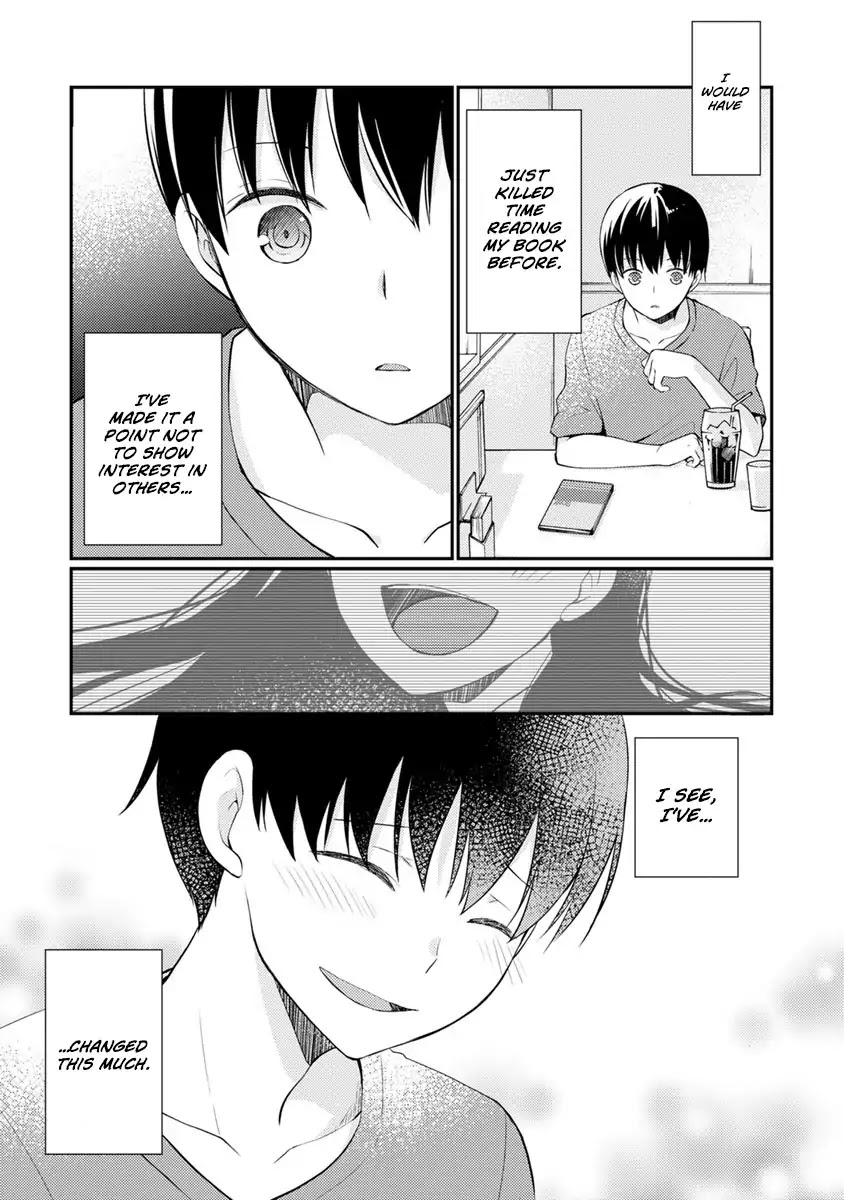 I
WOULD
HAVE
JUST
KILLED
TIME
READING
MY BOOK
BEFORE.
I'VE
MADE IT A
POINT NOT
TO SHOW
INTEREST IN
OTHERS...
I SEE,
I'VE...
...CHANGED
THIS MUCH.